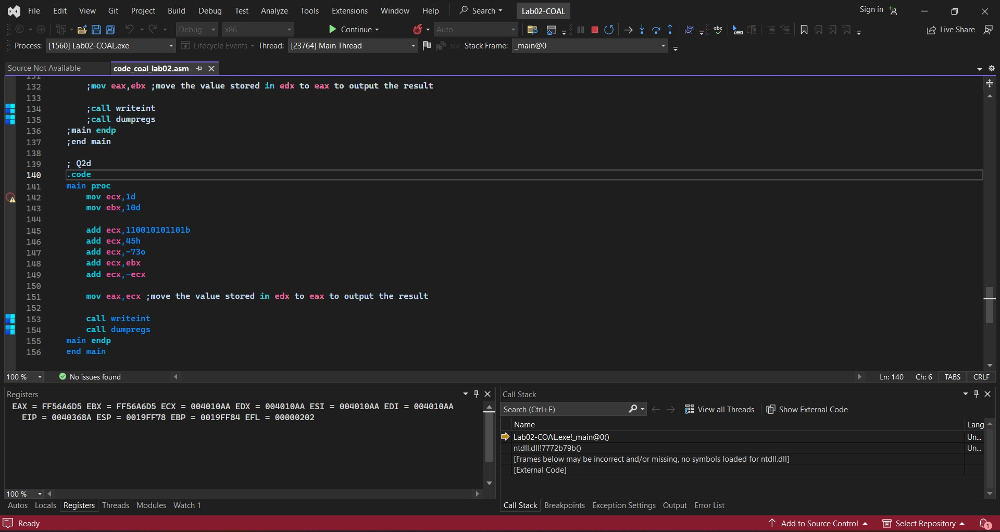 File Edit View Git Project Build Debug Test Analyze Tools Extensions Window Help Search Lab02-COAL Sign in
Debug x86 Continue Auto abc Live Share
Process: [1560] Lab02-COAL.exe Lifecycle Events Thread: [23764] Main Thread Stack Frame: _main@0
Source Not Available code_coal_lab02.asm
131
132 ;mov eax,ebx ;move the value stored in edx to eax to output the result
133
134 ;call writeint
135 ;call dumpregs
136 ;main endp
137 ;end main
138
139 ; Q2d
140 .code
141 main proc
142 mov ecx,1d
143 mov ebx,10d
144
145 add ecx,110010101101b
146 add ecx,45h
147 add ecx,-73o
148 add ecx,ebx
149 add ecx,-ecx
150
151 mov eax,ecx ;move the value stored in edx to eax to output the result
152
153 call writeint
154 call dumpregs
155 main endp
156 end main
100 % No issues found Ln: 140 Ch: 6 TABS CRLF
Registers
EAX = FF56A6D5 EBX = FF56A6D5 ECX = 004010AA EDX = 004010AA ESI = 004010AA EDI = 004010AA
EIP = 0040368A ESP = 0019FF78 EBP = 0019FF84 EFL = 00000202
100 %
Autos Locals Registers Threads Modules Watch 1
Call Stack
Search (Ctrl+E) View all Threads Show External Code
Name Lang
Lab02-COAL.exe!_main@0() Un...
ntdll.dll!7772b79b() Un...
[Frames below may be incorrect and/or missing, no symbols loaded for ntdll.dll]
[External Code]
Call Stack Breakpoints Exception Settings Output Error List
Ready Add to Source Control Select Repository 1